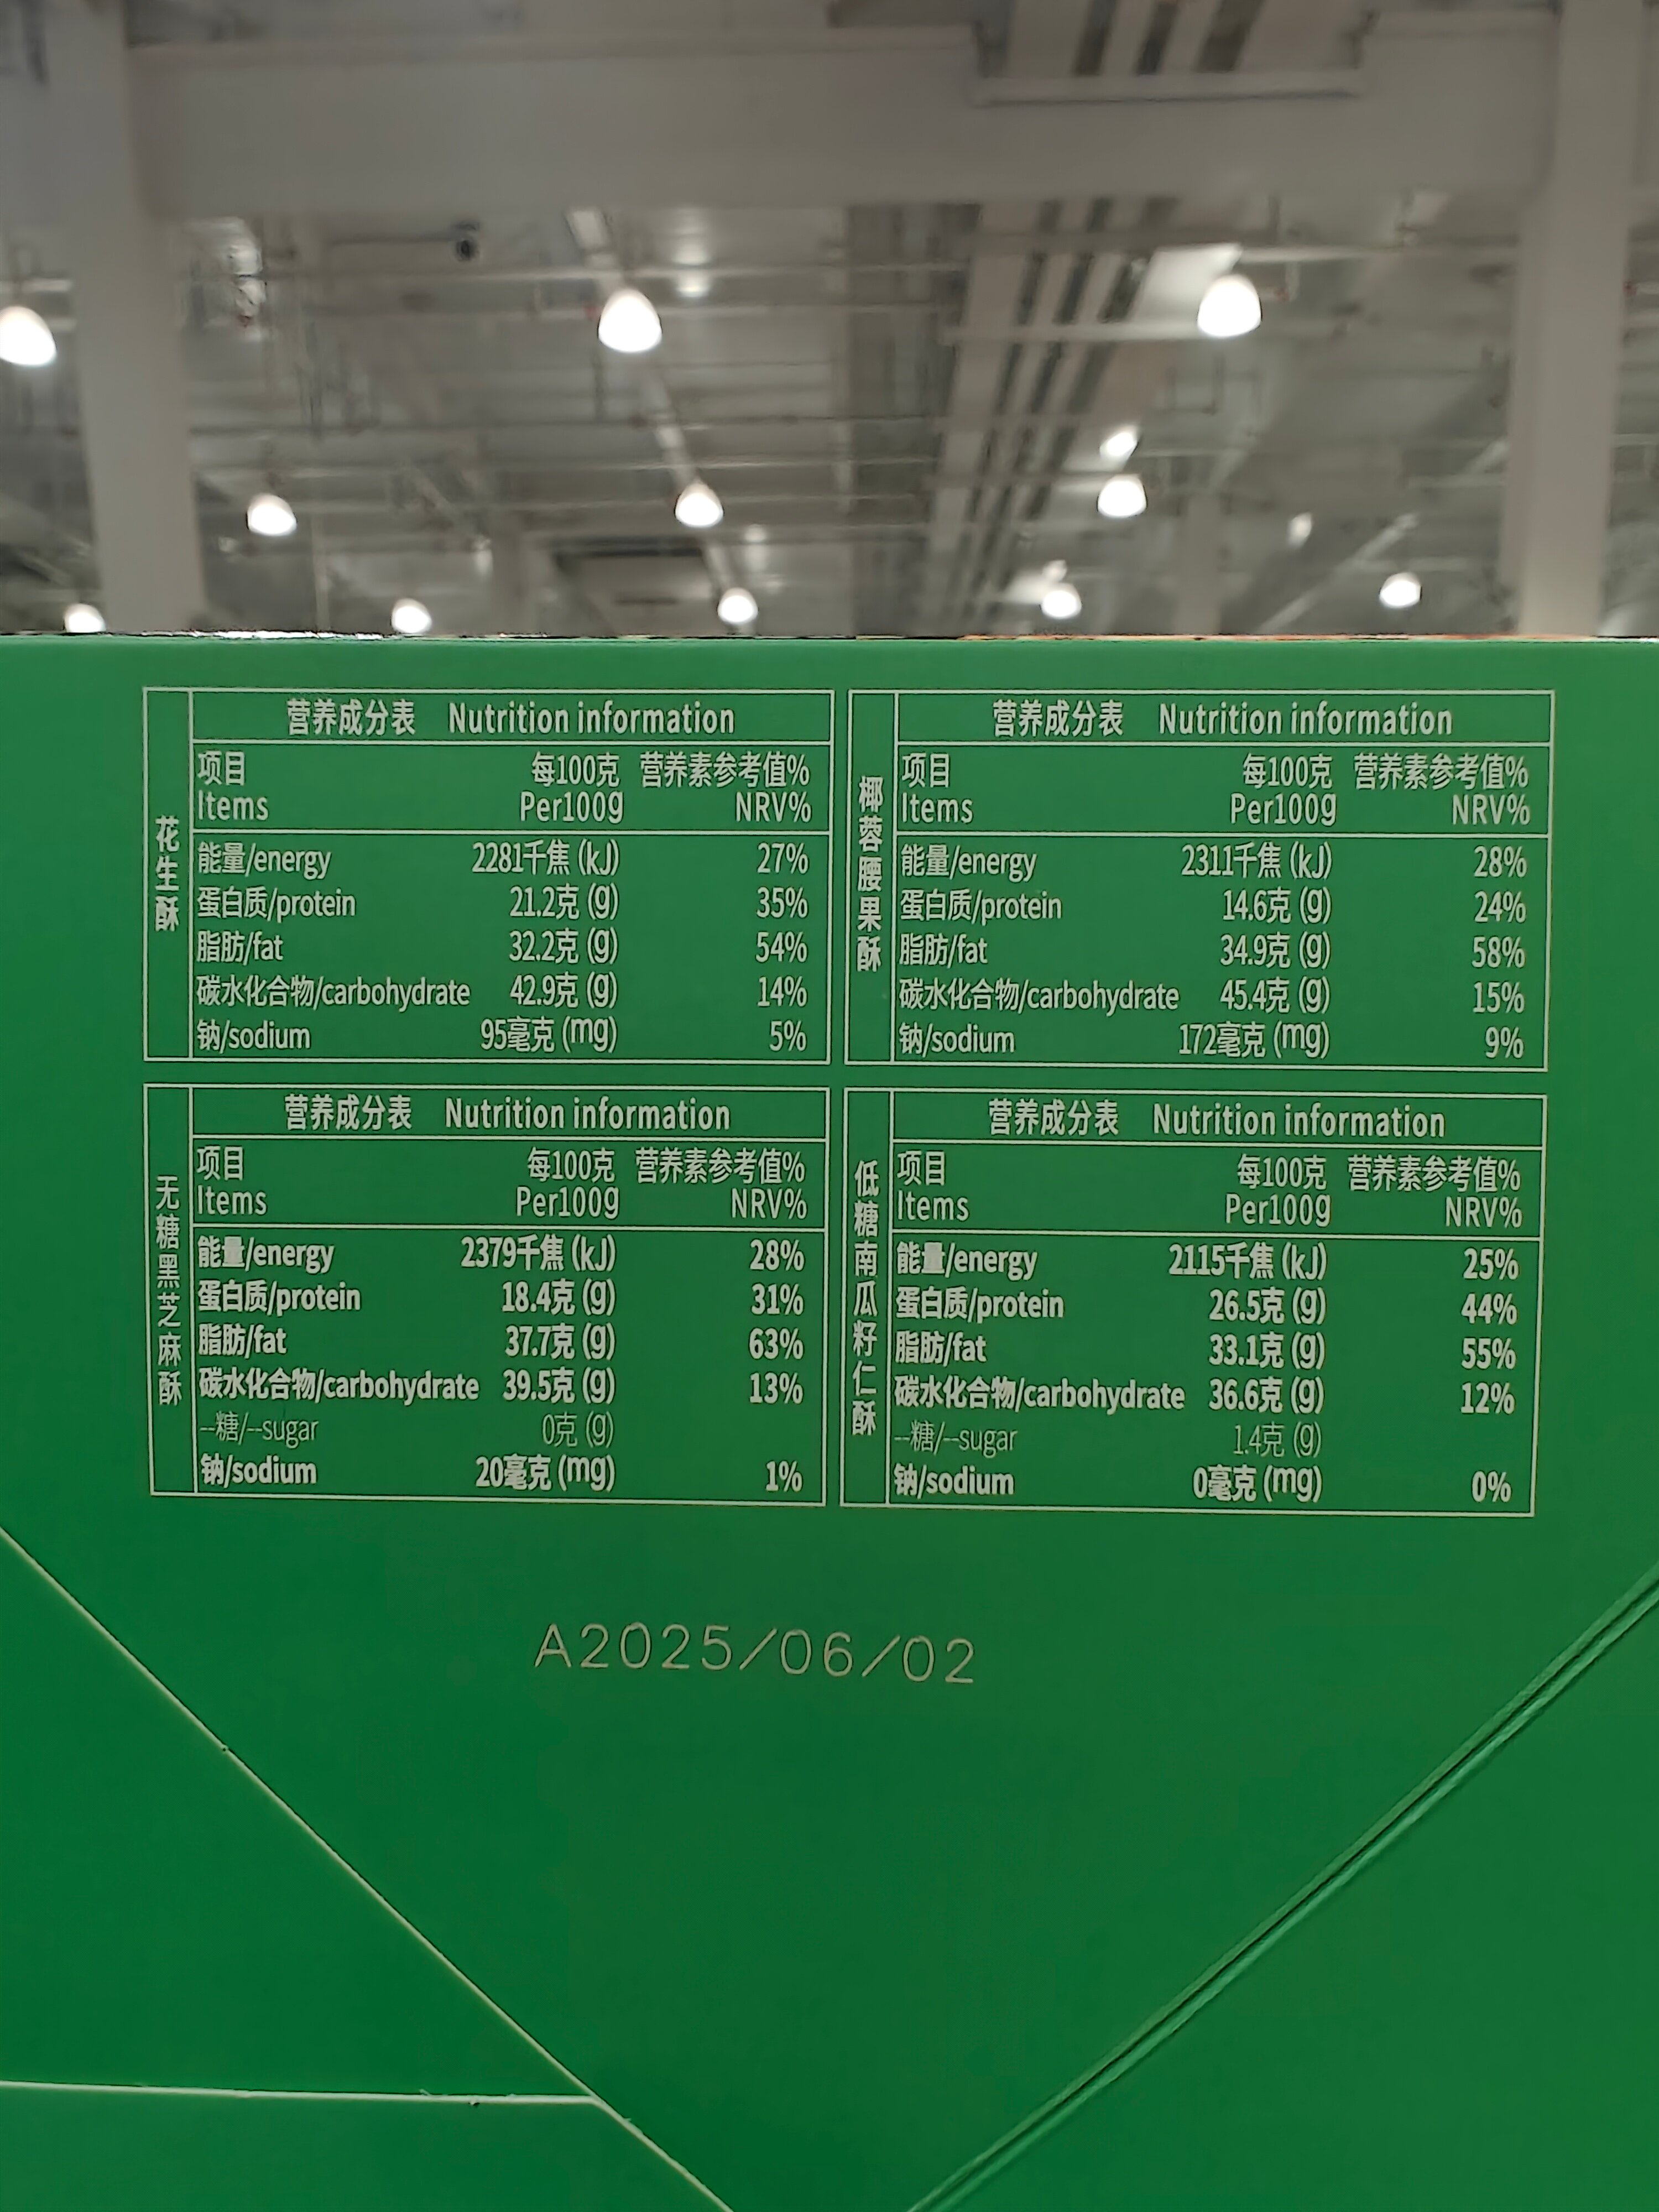 花生酥
营养成分表 Nutrition information
项目 每100克 营养素参考值%
Items Per100g NRV%
能量/energy 2281千焦 (kJ) 27%
蛋白质/protein 21.2克 (g) 35%
脂肪/fat 32.2克 (g) 54%
碳水化合物/carbohydrate 42.9克 (g) 14%
钠/sodium 95毫克 (mg) 5%
椰蓉腰果酥
营养成分表 Nutrition information
项目 每100克 营养素参考值%
Items Per100g NRV%
能量/energy 2311千焦 (kJ) 28%
蛋白质/protein 14.6克 (g) 24%
脂肪/fat 34.9克 (g) 58%
碳水化合物/carbohydrate 45.4克 (g) 15%
钠/sodium 172毫克 (mg) 9%
无糖黑芝麻酥
营养成分表 Nutrition information
项目 每100克 营养素参考值%
Items Per100g NRV%
能量/energy 2379千焦 (kJ) 28%
蛋白质/protein 18.4克 (g) 31%
脂肪/fat 37.7克 (g) 63%
碳水化合物/carbohydrate 39.5克 (g) 13%
--糖/--sugar 0克 (g)
钠/sodium 20毫克 (mg) 1%
低糖南瓜籽仁酥
营养成分表 Nutrition information
项目 每100克 营养素参考值%
Items Per100g NRV%
能量/energy 2115千焦 (kJ) 25%
蛋白质/protein 26.5克 (g) 44%
脂肪/fat 33.1克 (g) 55%
碳水化合物/carbohydrate 36.6克 (g) 12%
--糖/--sugar 1.4克 (g)
钠/sodium 0毫克 (mg) 0%
A2025/06/02